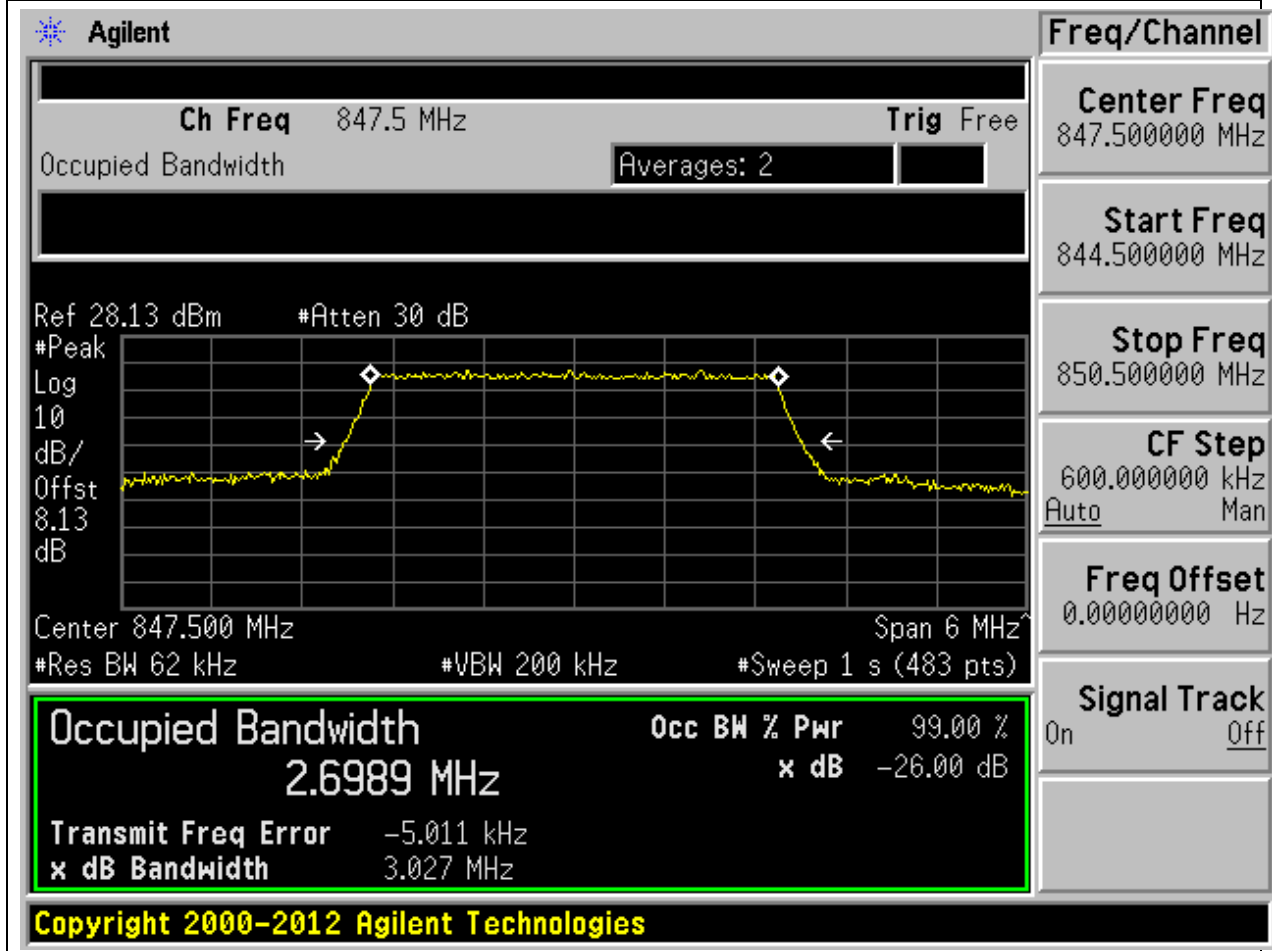 Agilent
Freq/Channel
Ch Freq 847.5 MHz Trig Free
Occupied Bandwidth Averages: 2
Ref 28.13 dBm #Atten 30 dB
#Peak
Log
10
dB/
Offst
8.13
dB
Center 847.500 MHz Span 6 MHz^
#Res BW 62 kHz #VBW 200 kHz #Sweep 1 s (483 pts)
Occupied Bandwidth Occ BW % Pwr 99.00 %
2.6989 MHz x dB -26.00 dB
Transmit Freq Error -5.011 kHz
x dB Bandwidth 3.027 MHz
Copyright 2000-2012 Agilent Technologies
Center Freq
847.500000 MHz
Start Freq
844.500000 MHz
Stop Freq
850.500000 MHz
CF Step
600.000000 kHz
Auto Man
Freq Offset
0.00000000 Hz
Signal Track
On Off